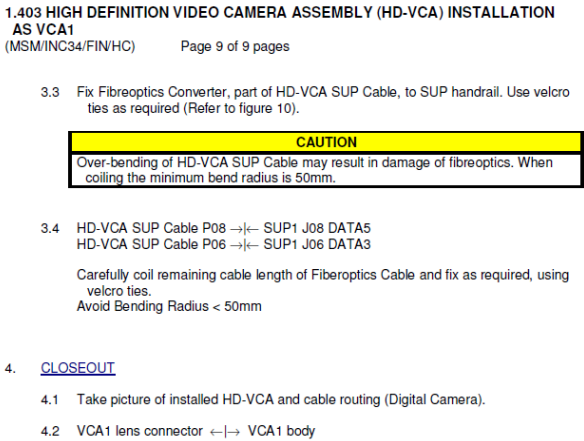 1.403 HIGH DEFINITION VIDEO CAMERA ASSEMBLY (HD-VCA) INSTALLATION
AS VCA1
(MSM/INC34/FIN/HC) Page 9 of 9 pages
3.3 Fix Fibreoptics Converter, part of HD-VCA SUP Cable, to SUP handrail. Use velcro
ties as required (Refer to figure 10).
CAUTION
Over-bending of HD-VCA SUP Cable may result in damage of fibreoptics. When
coiling the minimum bend radius is 50mm.
3.4 HD-VCA SUP Cable P08 →|← SUP1 J08 DATA5
HD-VCA SUP Cable P06 →|← SUP1 J06 DATA3
Carefully coil remaining cable length of Fiberoptics Cable and fix as required, using
velcro ties.
Avoid Bending Radius < 50mm
4. CLOSEOUT
4.1 Take picture of installed HD-VCA and cable routing (Digital Camera).
4.2 VCA1 lens connector ←|→ VCA1 body